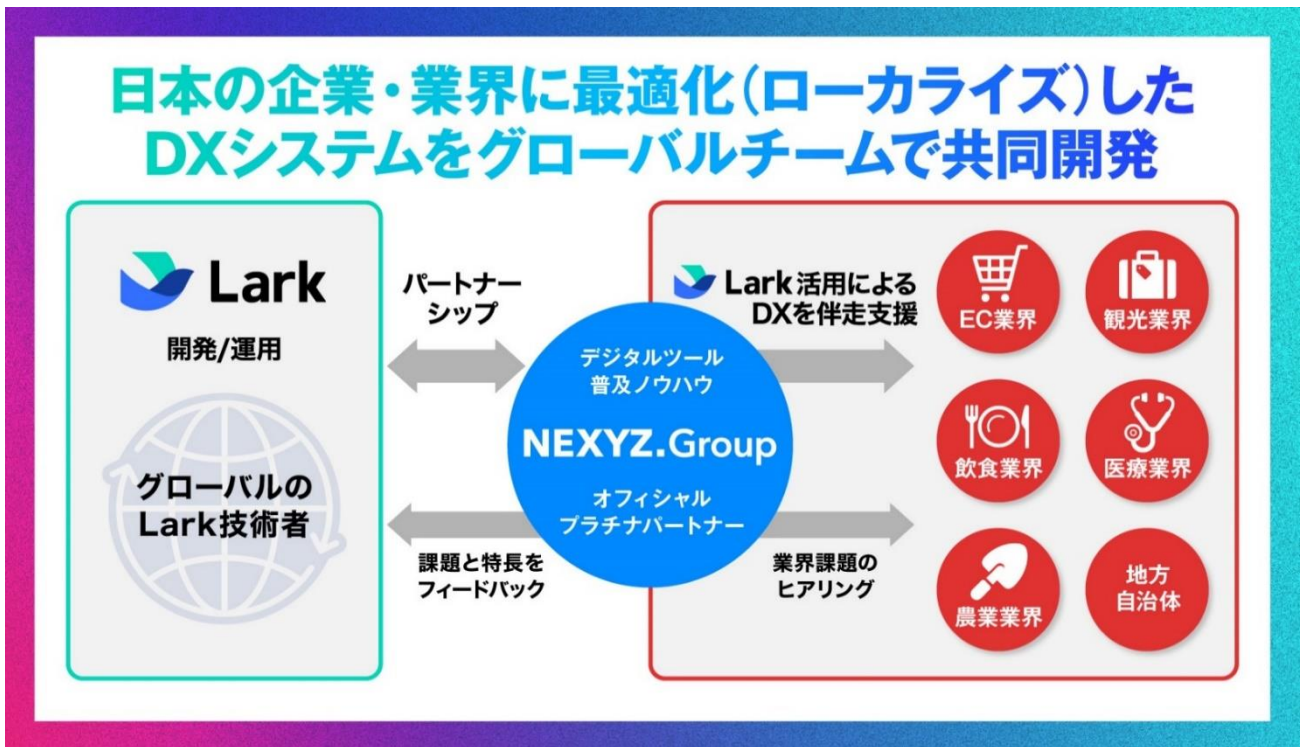 日本の企業・業界に最適化(ローカライズ)した
DXシステムをグローバルチームで共同開発
Lark
開発/運用
グローバルの
Lark技術者
パートナー
シップ
課題と特長を
フィードバック
デジタルツール
普及ノウハウ
NEXYZ.Group
オフィシャル
プラチナパートナー
Lark活用による
DXを伴走支援
業界課題の
ヒアリング
EC業界
観光業界
飲食業界
医療業界
農業業界
地方
自治体